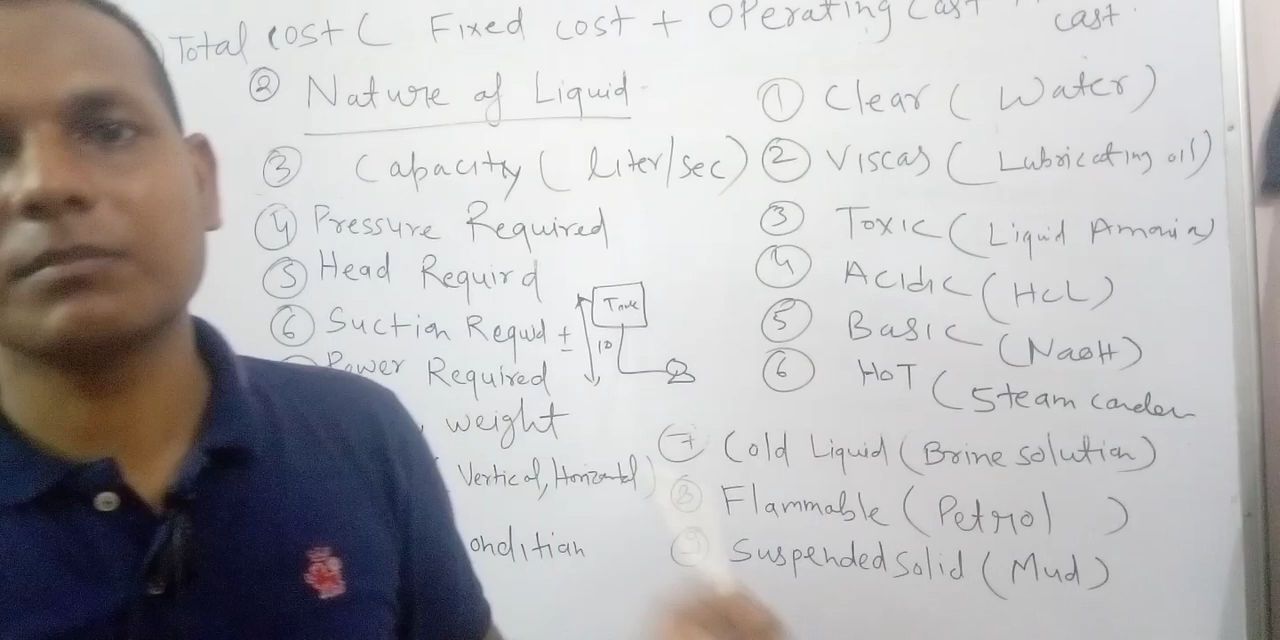 Total cost ( Fixed cost + Operating cast
cast
② Nature of Liquid
③ Capacity ( liter/sec)
④ Pressure Required
⑤ Head Requird
⑥ Suction Requd ±
Power Required
weight
Vertical, Horizontal)
ondition
10
① Clear ( Water)
② Viscas ( Lubricating oil)
③ Toxic ( Liquid Amonia)
④ Acidic ( HCL)
⑤ Basic ( NaoH)
⑥ HoT ( Steam conden
⑦ Cold Liquid ( Brine solution)
⑧ Flammable ( Petrol )
⑨ Suspended Solid ( Mud)